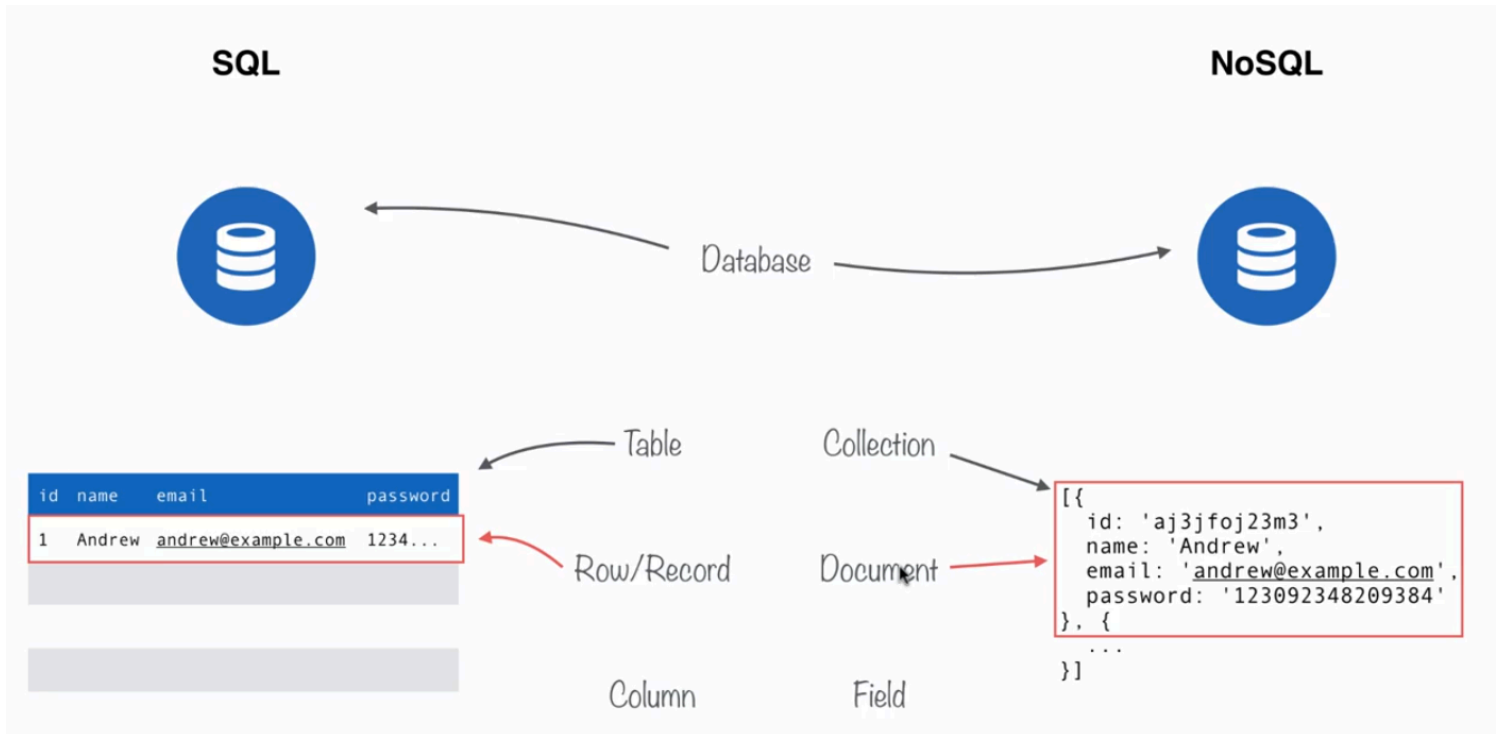 SQL
NoSQL
Database
Table
Collection
id name email password
1 Andrew andrew@example.com 1234...
Row/Record
Document
Column
Field
[{
id: 'aj3jfoj23m3',
name: 'Andrew',
email: 'andrew@example.com',
password: '123092348209384'
}, {
...
}]